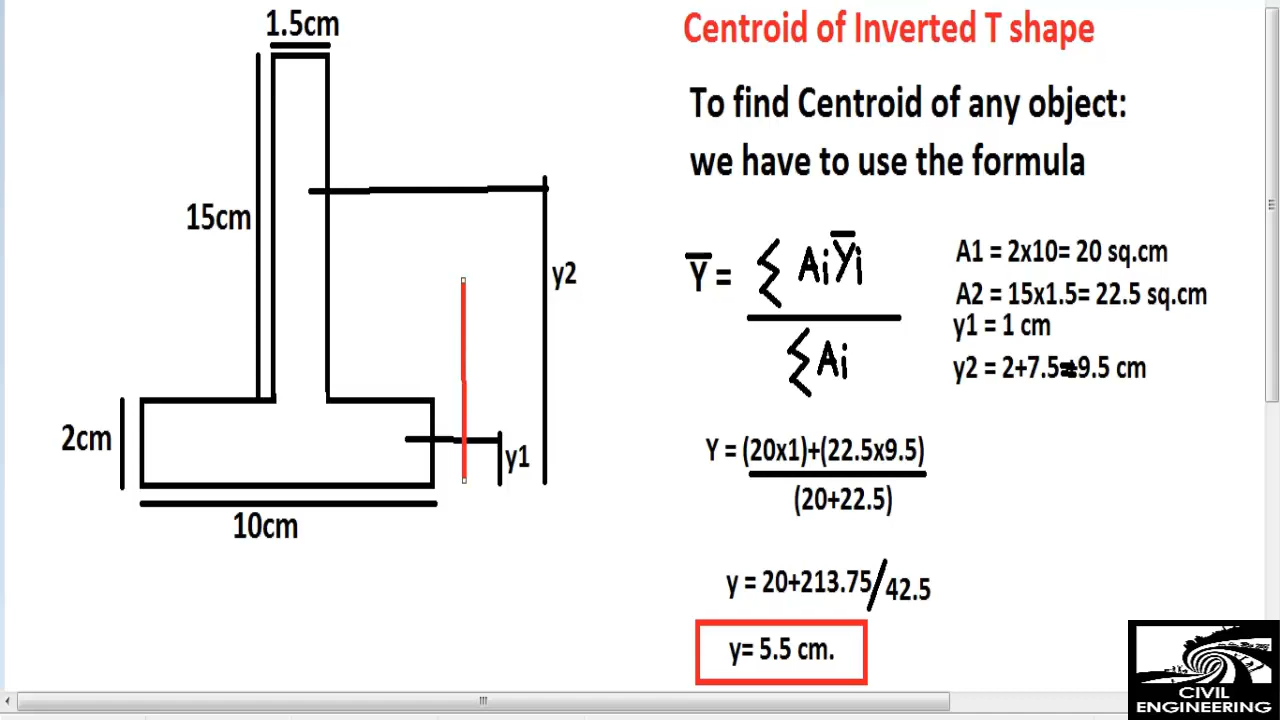 1.5cm
15cm
2cm
10cm
y2
y1
Centroid of Inverted T shape
To find Centroid of any object:
we have to use the formula
Y̅ = Σ AiY̅i
Σ Ai
A1 = 2x10= 20 sq.cm
A2 = 15x1.5= 22.5 sq.cm
y1 = 1 cm
y2 = 2+7.5=9.5 cm
Y = (20x1)+(22.5x9.5)
(20+22.5)
y = 20+213.75/42.5
y= 5.5 cm.
CIVIL
ENGINEERING